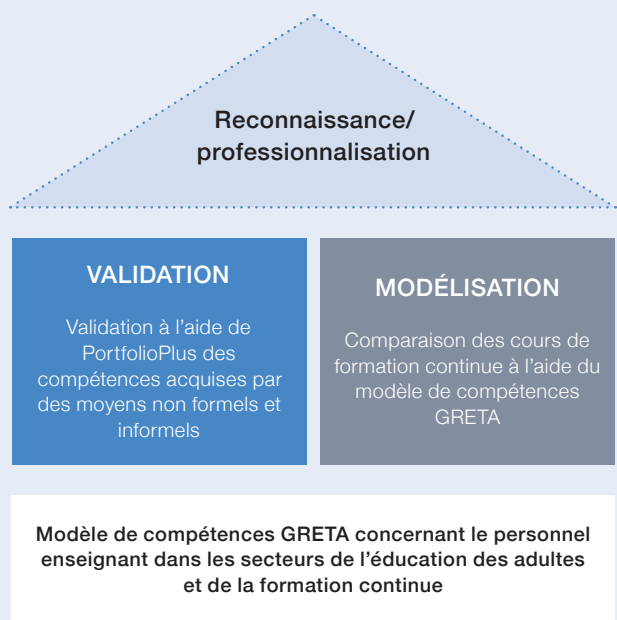 Reconnaissance/
professionnalisation
VALIDATION
Validation à l'aide de
PortfolioPlus des
compétences acquises par
des moyens non formels et
informels
MODÉLISATION
Comparaison des cours de
formation continue à l'aide du
modèle de compétences
GRETA
Modèle de compétences GRETA concernant le personnel
enseignant dans les secteurs de l'éducation des adultes
et de la formation continue